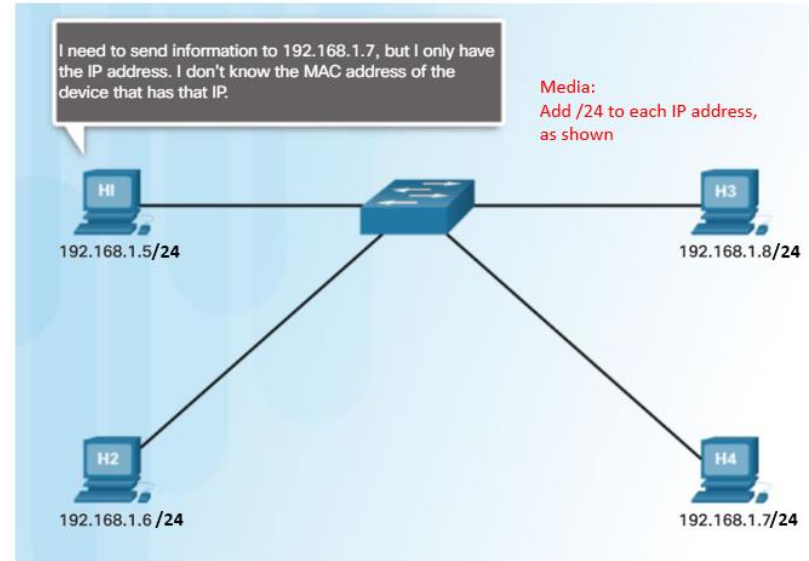 I need to send information to 192.168.1.7, but I only have
the IP address. I don't know the MAC address of the
device that has that IP.
Media:
Add /24 to each IP address,
as shown
H1
H3
192.168.1.5/24
192.168.1.8/24
H2
H4
192.168.1.6 /24
192.168.1.7/24